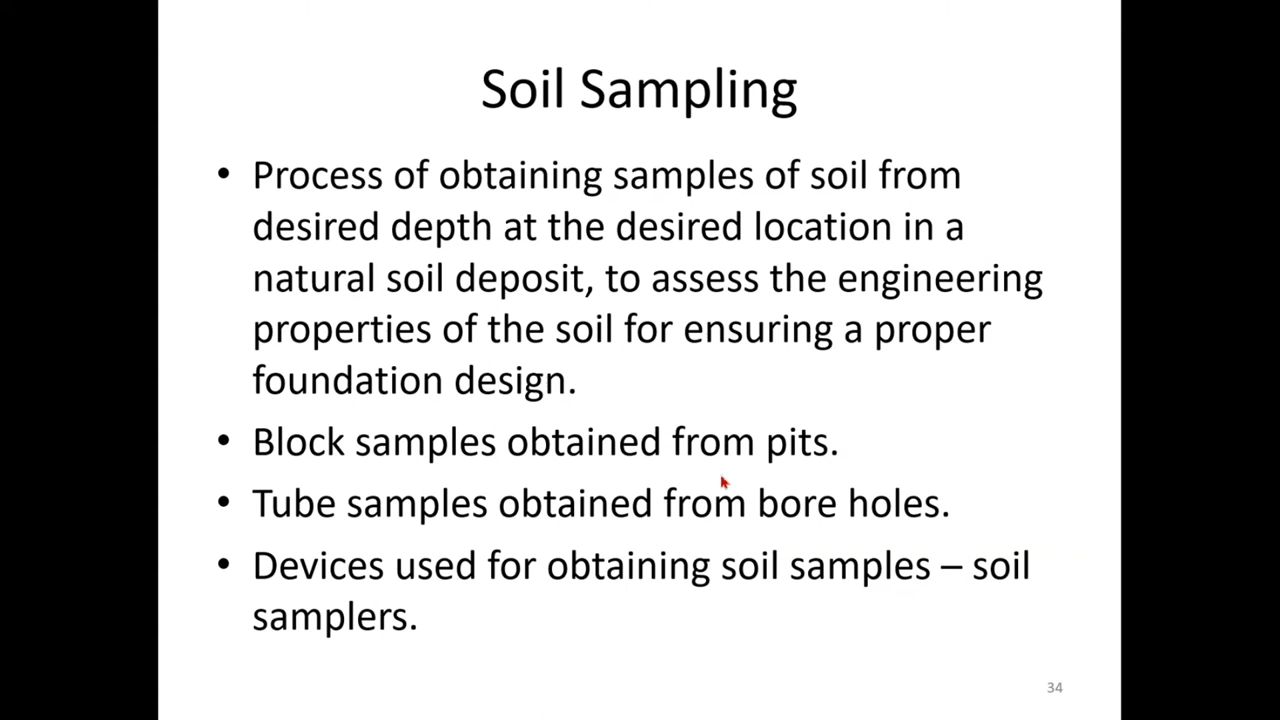 Soil Sampling
• Process of obtaining samples of soil from
desired depth at the desired location in a
natural soil deposit, to assess the engineering
properties of the soil for ensuring a proper
foundation design.
• Block samples obtained from pits.
• Tube samples obtained from bore holes.
• Devices used for obtaining soil samples – soil
samplers.
34